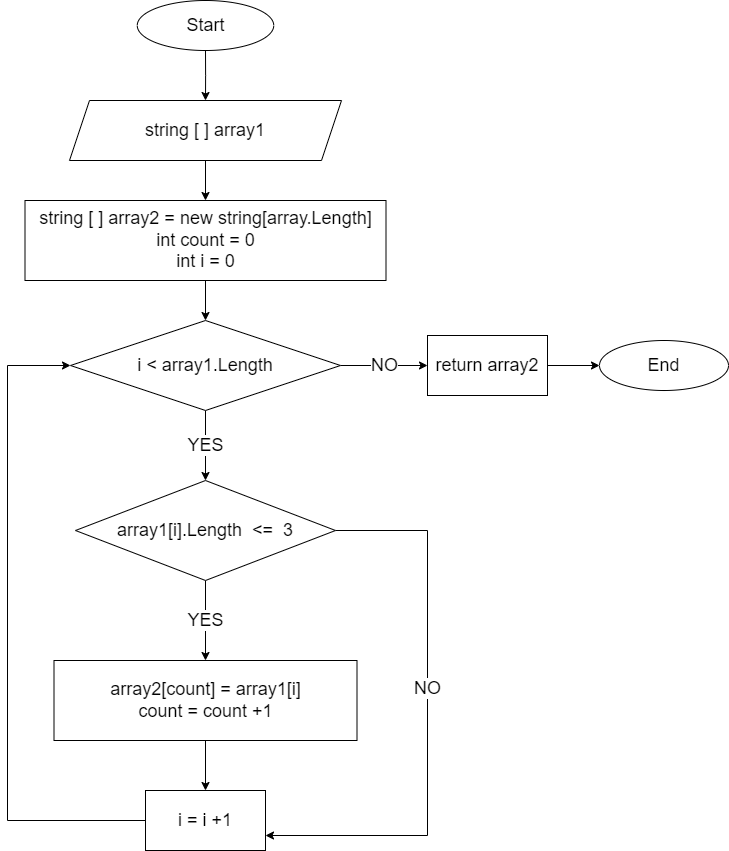 Start
string [ ] array1
string [ ] array2 = new string[array.Length]
int count = 0
int i = 0
i < array1.Length
NO
return array2
End
YES
array1[i].Length <= 3
YES
array2[count] = array1[i]
count = count +1
NO
i = i +1